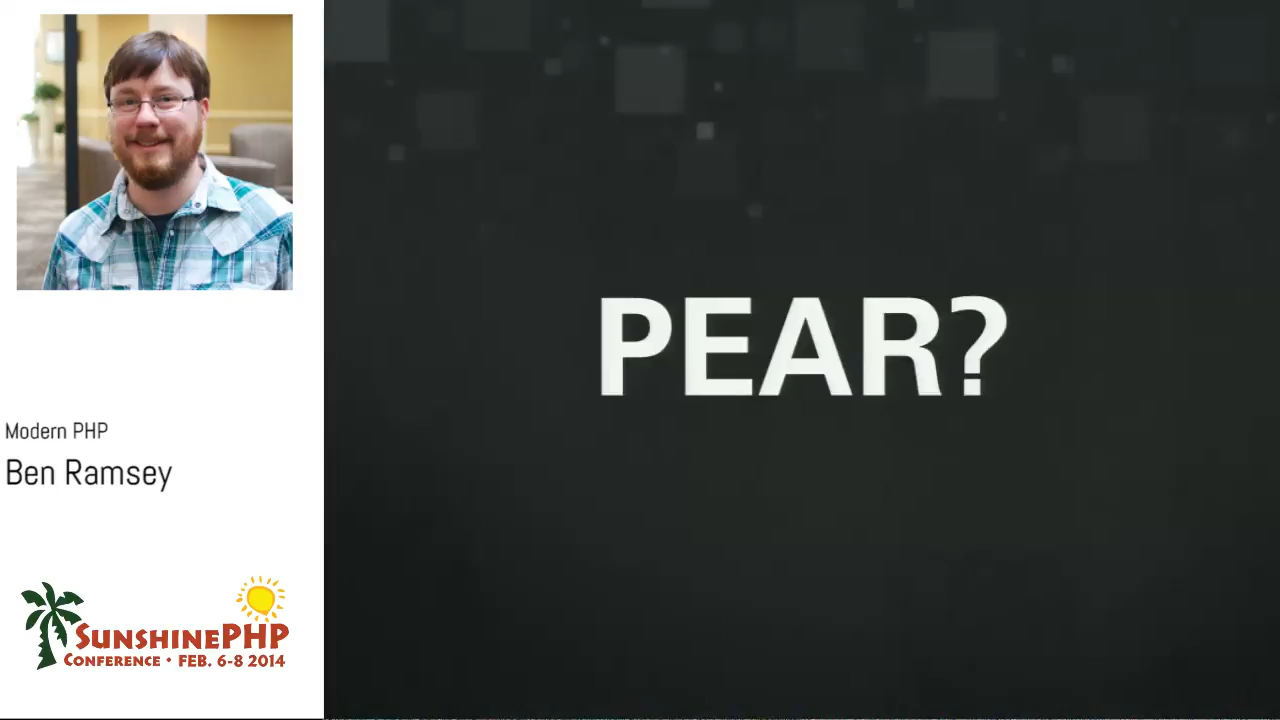 Modern PHP
Ben Ramsey
SUNSHINEPHP
CONFERENCE • FEB. 6-8 2014
PEAR?